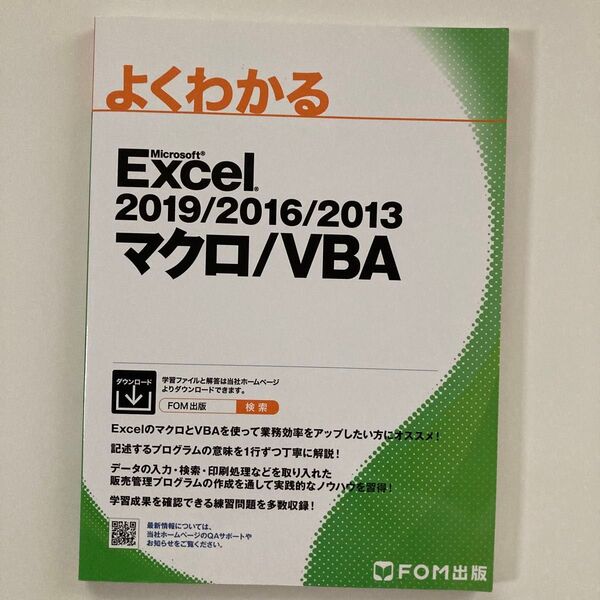 よくわかる
Microsoft®
Excel®
2019/2016/2013
マクロ/VBA
ダウンロード
学習ファイルと解答は当社ホームページ
よりダウンロードできます。
FOM出版 検索
ExcelのマクロとVBAを使って業務効率をアップしたい方にオススメ!
記述するプログラムの意味を1行ずつ丁寧に解説!
データの入力・検索・印刷処理などを取り入れた
販売管理プログラムの作成を通して実践的なノウハウを習得!
学習成果を確認できる練習問題を多数収録!
最新情報については、
当社ホームページのQAサポートや
お知らせをご覧ください。
FOM出版